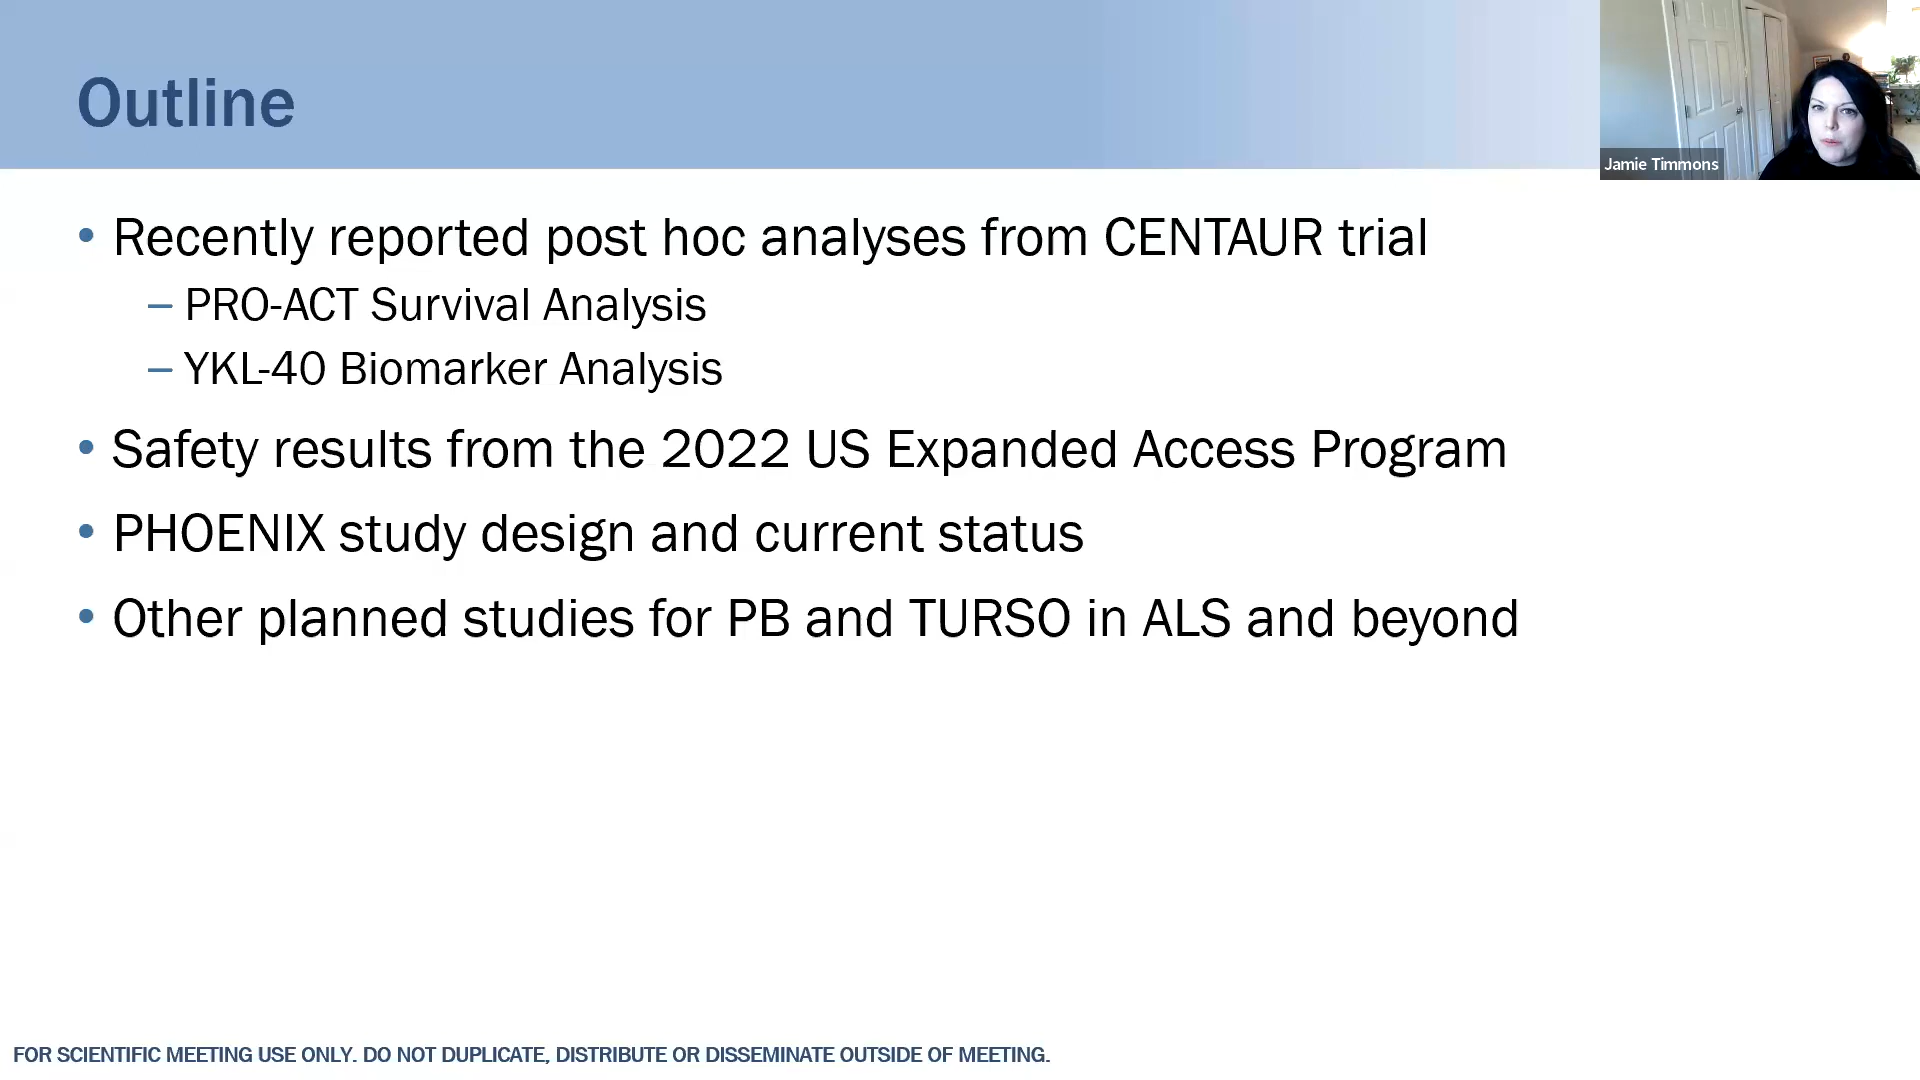 Outline
Jamie Timmons
• Recently reported post hoc analyses from CENTAUR trial
– PRO-ACT Survival Analysis
– YKL-40 Biomarker Analysis
• Safety results from the 2022 US Expanded Access Program
• PHOENIX study design and current status
• Other planned studies for PB and TURSO in ALS and beyond
FOR SCIENTIFIC MEETING USE ONLY. DO NOT DUPLICATE, DISTRIBUTE OR DISSEMINATE OUTSIDE OF MEETING.